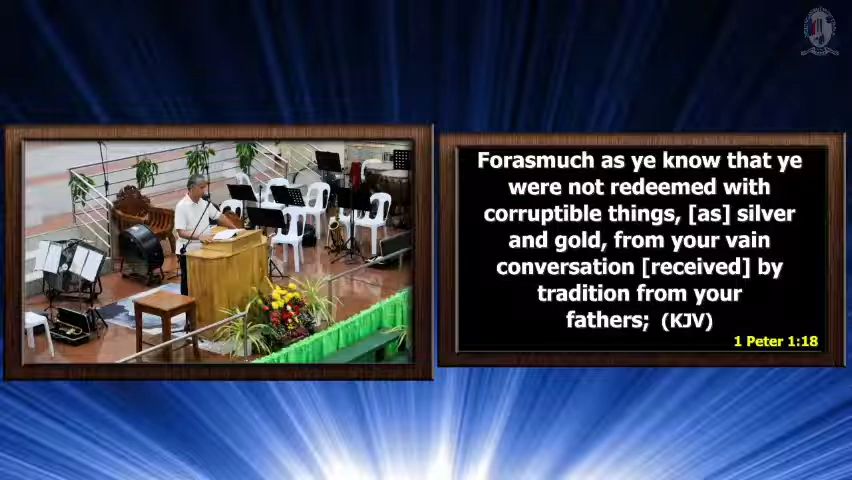 Forasmuch as ye know that ye
were not redeemed with
corruptible things, [as] silver
and gold, from your vain
conversation [received] by
tradition from your
fathers; (KJV)
1 Peter 1:18